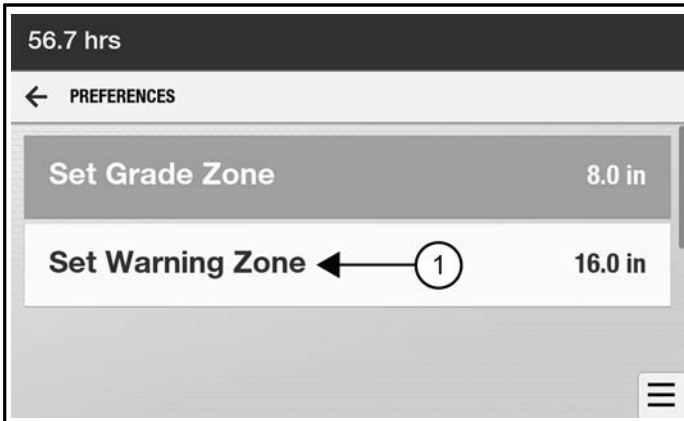 56.7 hrs
PREFERENCES
Set Grade Zone 8.0 in
Set Warning Zone 1 16.0 in